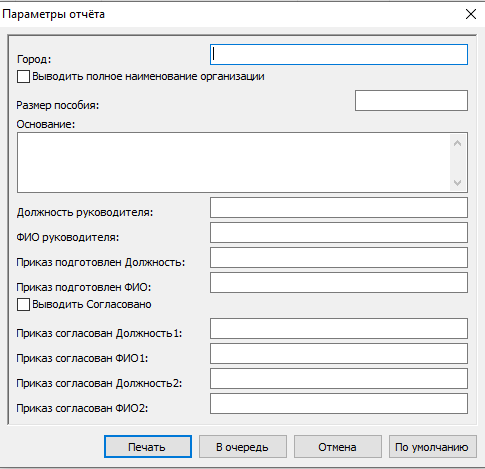 Параметры отчёта
Город:
Выводить полное наименование организации
Размер пособия:
Основание:
Должность руководителя:
ФИО руководителя:
Приказ подготовлен Должность:
Приказ подготовлен ФИО:
Выводить Согласовано
Приказ согласован Должность1:
Приказ согласован ФИО1:
Приказ согласован Должность2:
Приказ согласован ФИО2:
Печать В очередь Отмена По умолчанию